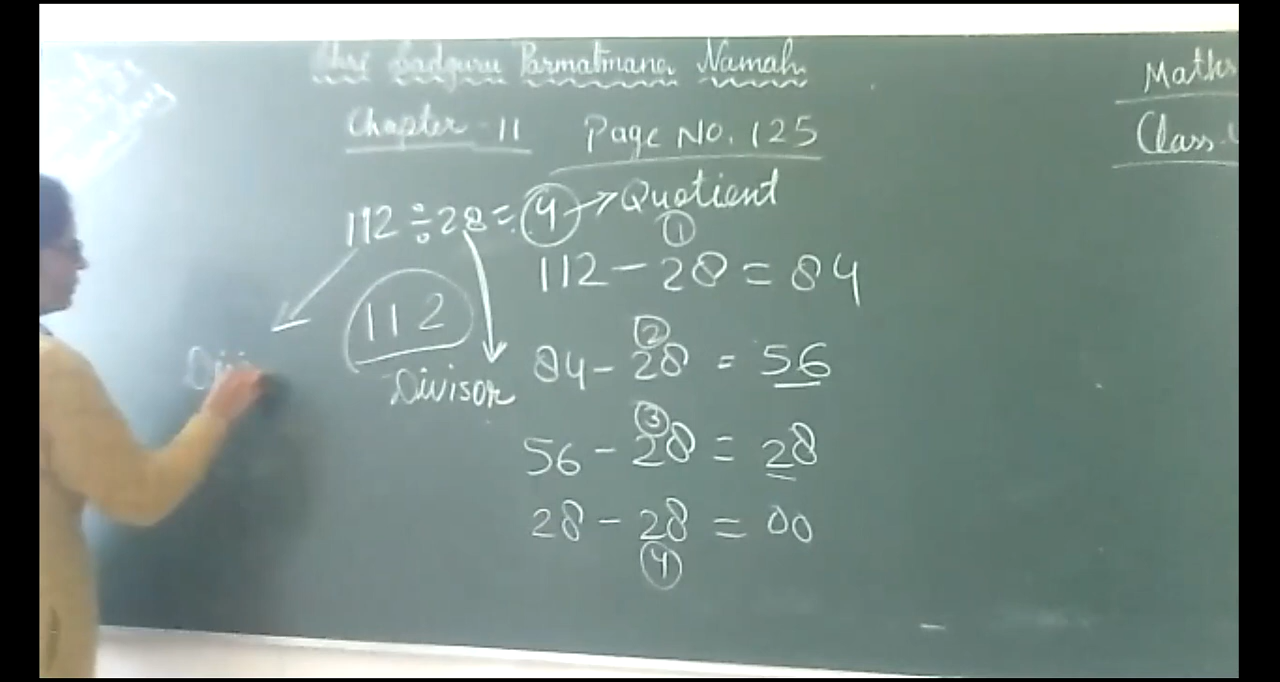 Shri Sadguru Parmatmana Namah
Maths
Chapter - 11 Page No. 125
Class-
112 ÷ 28 = 4 → Quotient
1
112 - 28 = 84
112
2
84 - 28 = 56
Divi
Divisor
3
56 - 28 = 28
28 - 28 = 00
4